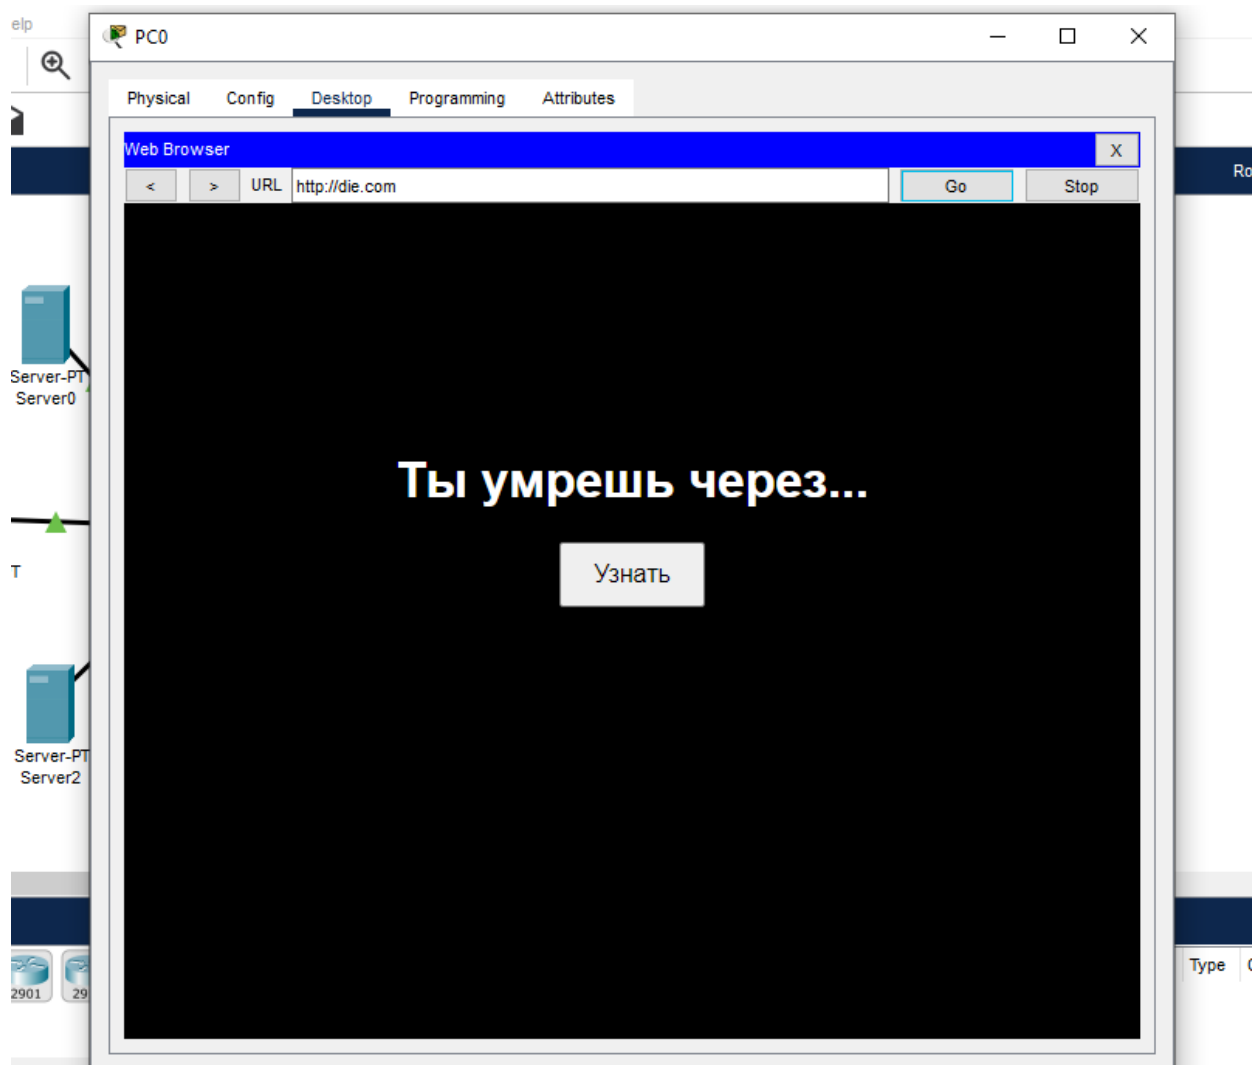 elp
PC0
Physical Config Desktop Programming Attributes
Web Browser X
< > URL http://die.com Go Stop
Ro
Server-PT
Server0
Ты умрешь через...
Узнать
T
Server-PT
Server2
2901 29
Type